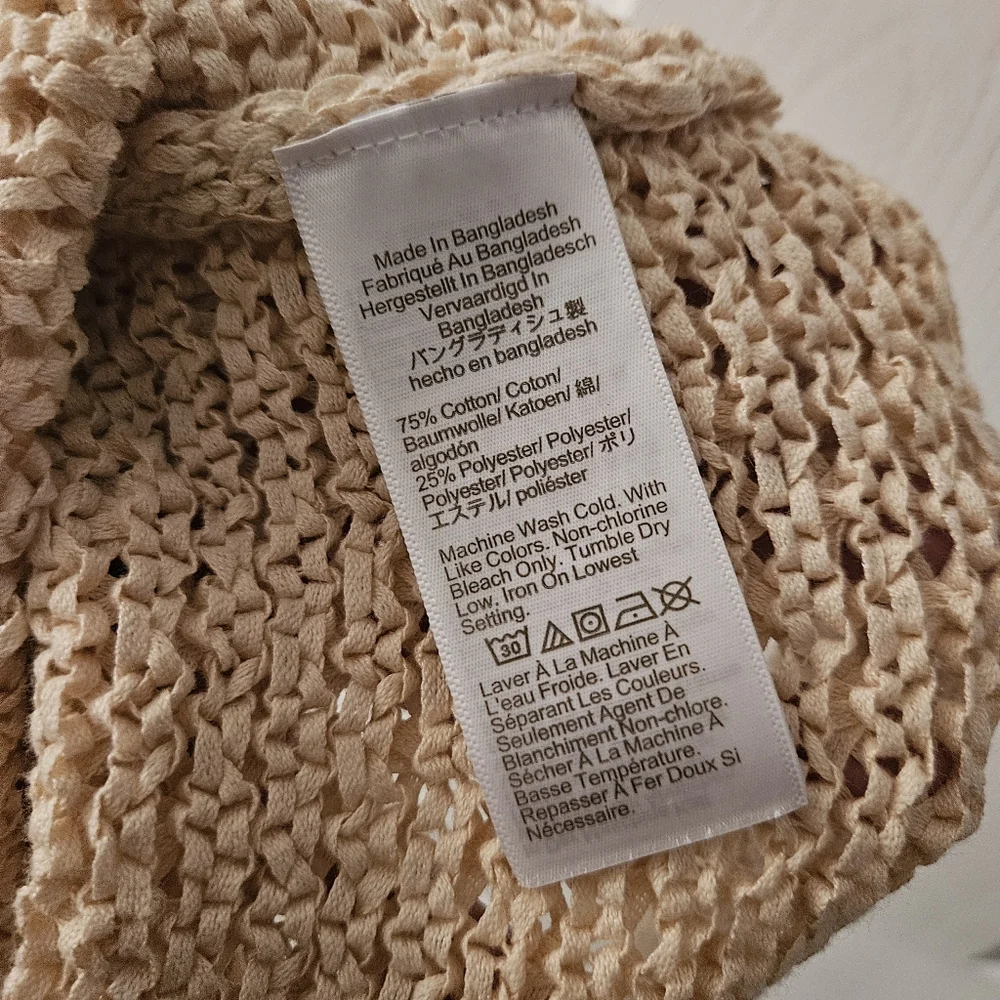 Made In Bangladesh
Fabriqué Au Bangladesh
Hergestellt In Bangladesch
Vervaardigd In
Bangladesh
バングラディシュ製
hecho en bangladesh
75% Cotton/ Coton/
Baumwolle/ Katoen/ 綿/
algodón
25% Polyester/ Polyester/
Polyester/ Polyester/ ポリ
エステル/ poliéster
Machine Wash Cold. With
Like Colors. Non-chlorine
Bleach Only. Tumble Dry
Low. Iron On Lowest
Setting.
30
Laver À La Machine À
L'eau Froide. Laver En
Séparant Les Couleurs.
Seulement Agent De
Blanchiment Non-chlore.
Sécher À La Machine À
Basse Température.
Repasser À Fer Doux Si
Nécessaire.